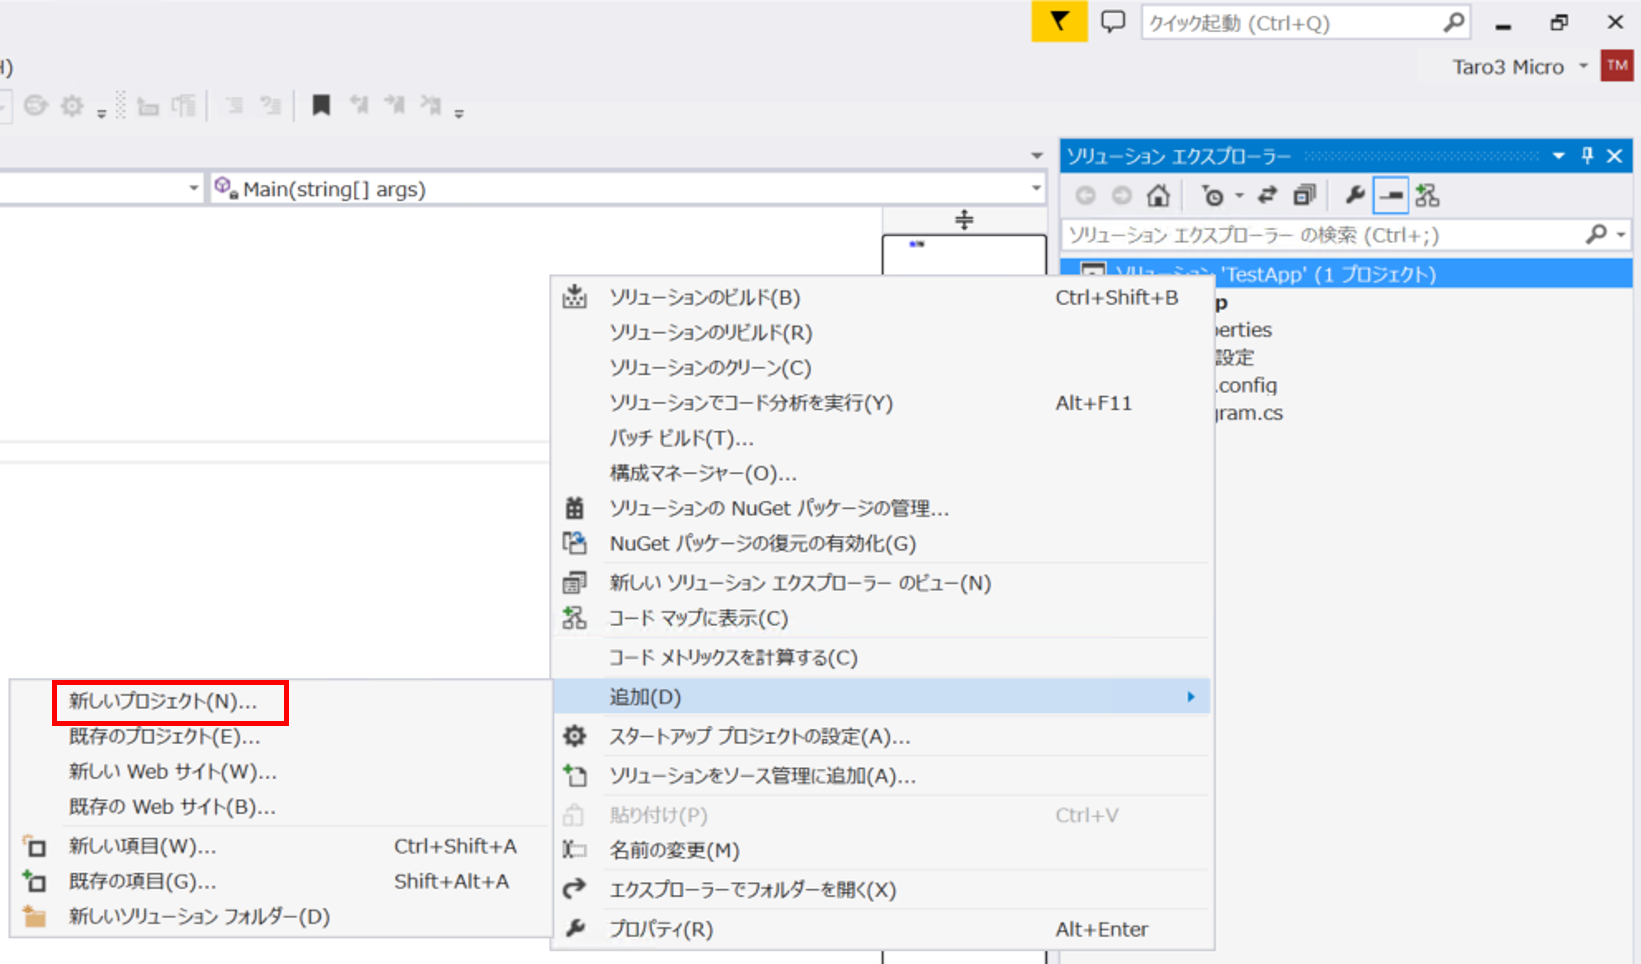 クイック起動 (Ctrl+Q)
H)
Taro3 Micro
TM
ソリューション エクスプローラー
Main(string[] args)
ソリューション エクスプローラー の検索 (Ctrl+;)
ソリューション 'TestApp' (1 プロジェクト)
p
perties
設定
.config
gram.cs
ソリューションのビルド(B) Ctrl+Shift+B
ソリューションのリビルド(R)
ソリューションのクリーン(C)
ソリューションでコード分析を実行(Y) Alt+F11
バッチ ビルド(T)...
構成マネージャー(O)...
ソリューションの NuGet パッケージの管理...
NuGet パッケージの復元の有効化(G)
新しい ソリューション エクスプローラー のビュー(N)
コード マップに表示(C)
コード メトリックスを計算する(C)
追加(D)
スタートアップ プロジェクトの設定(A)...
ソリューションをソース管理に追加(A)...
貼り付け(P) Ctrl+V
名前の変更(M)
エクスプローラーでフォルダーを開く(X)
プロパティ(R) Alt+Enter
新しいプロジェクト(N)...
既存のプロジェクト(E)...
新しい Web サイト(W)...
既存の Web サイト(B)...
新しい項目(W)... Ctrl+Shift+A
既存の項目(G)... Shift+Alt+A
新しいソリューション フォルダー(D)